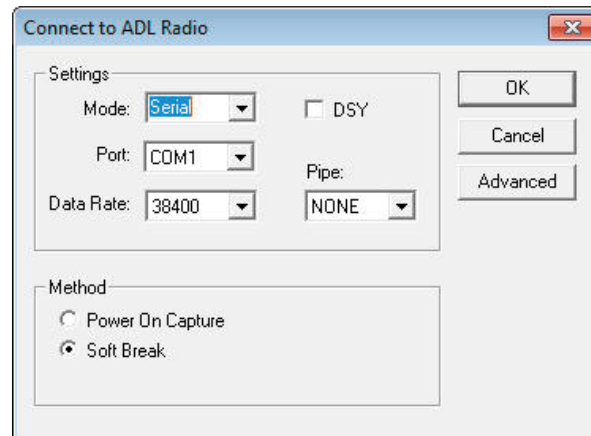 Connect to ADL Radio
Settings
Mode: Serial
DSY
OK
Port: COM1
Cancel
Pipe:
Advanced
Data Rate: 38400
NONE
Method
Power On Capture
Soft Break